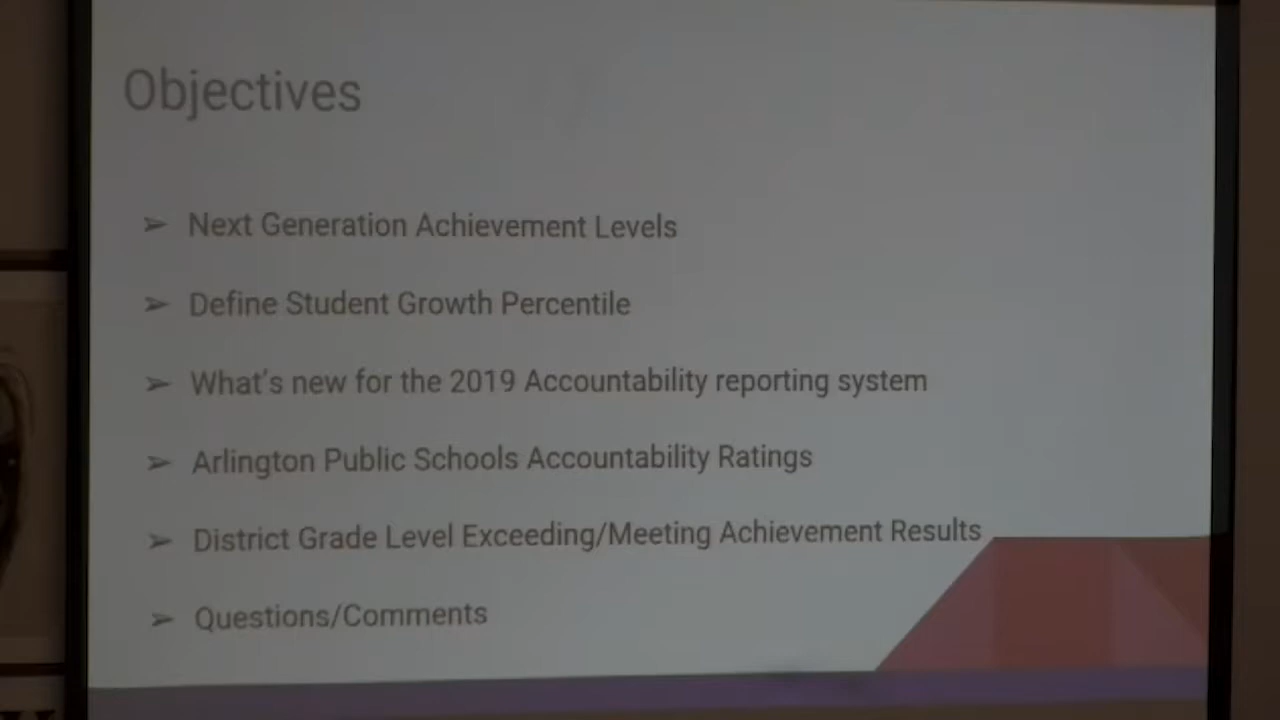 Objectives
➢ Next Generation Achievement Levels
➢ Define Student Growth Percentile
➢ What's new for the 2019 Accountability reporting system
➢ Arlington Public Schools Accountability Ratings
➢ District Grade Level Exceeding/Meeting Achievement Results
➢ Questions/Comments